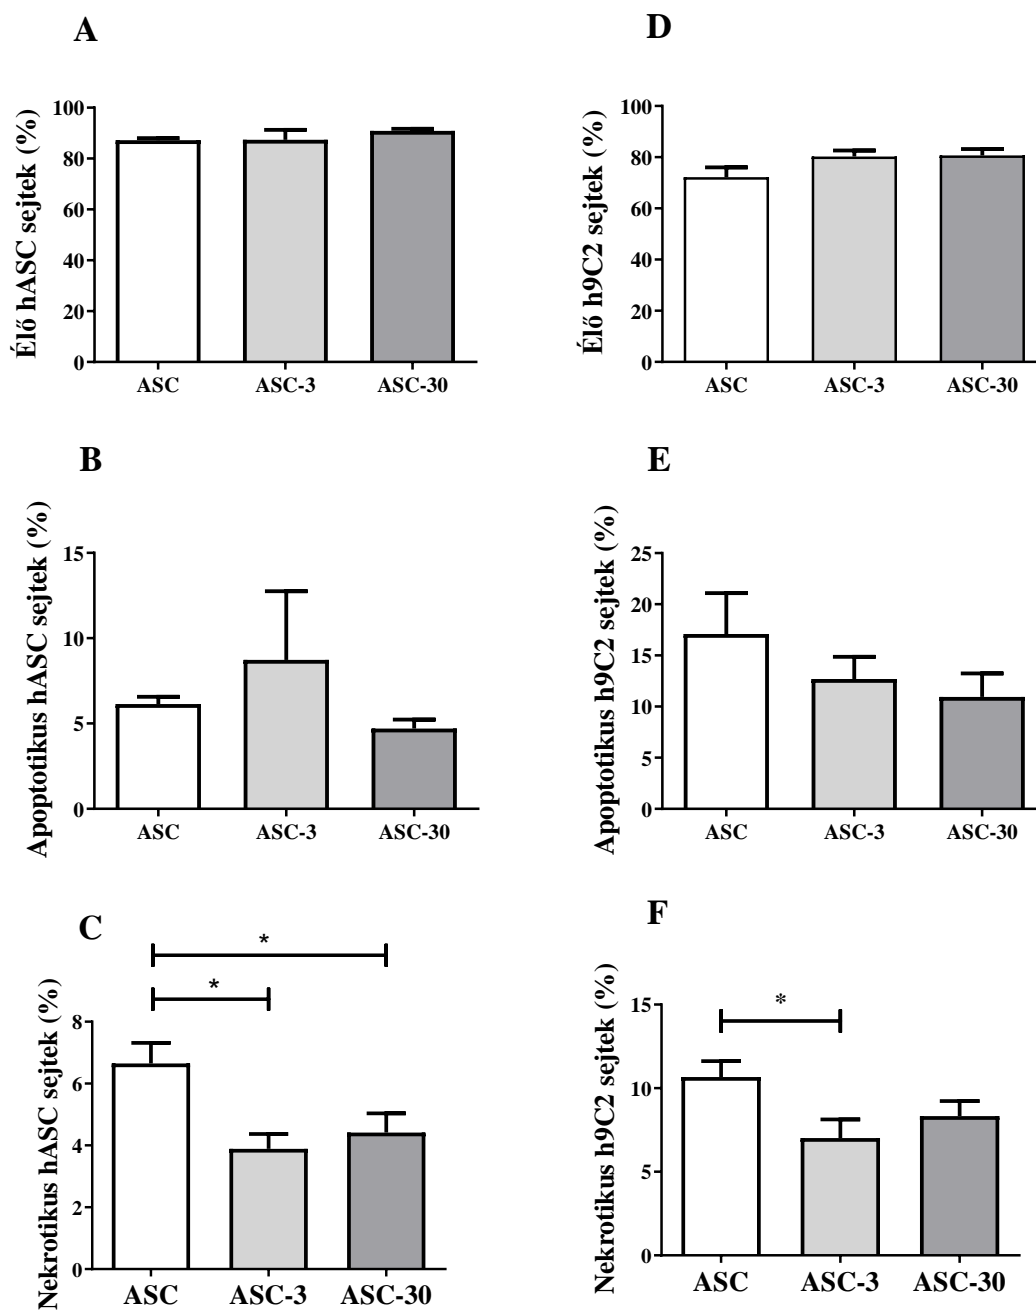 A
Élő hASC sejtek (%)
100
80
60
40
20
0
ASC ASC-3 ASC-30
D
Élő h9C2 sejtek (%)
100
80
60
40
20
0
ASC ASC-3 ASC-30
B
Apoptotikus hASC sejtek (%)
15
10
5
0
ASC ASC-3 ASC-30
E
Apoptotikus h9C2 sejtek (%)
25
20
15
10
5
0
ASC ASC-3 ASC-30
C
Nekrotikus hASC sejtek (%)
*
*
8
6
4
2
0
ASC ASC-3 ASC-30
F
Nekrotikus h9C2 sejtek (%)
*
15
10
5
0
ASC ASC-3 ASC-30